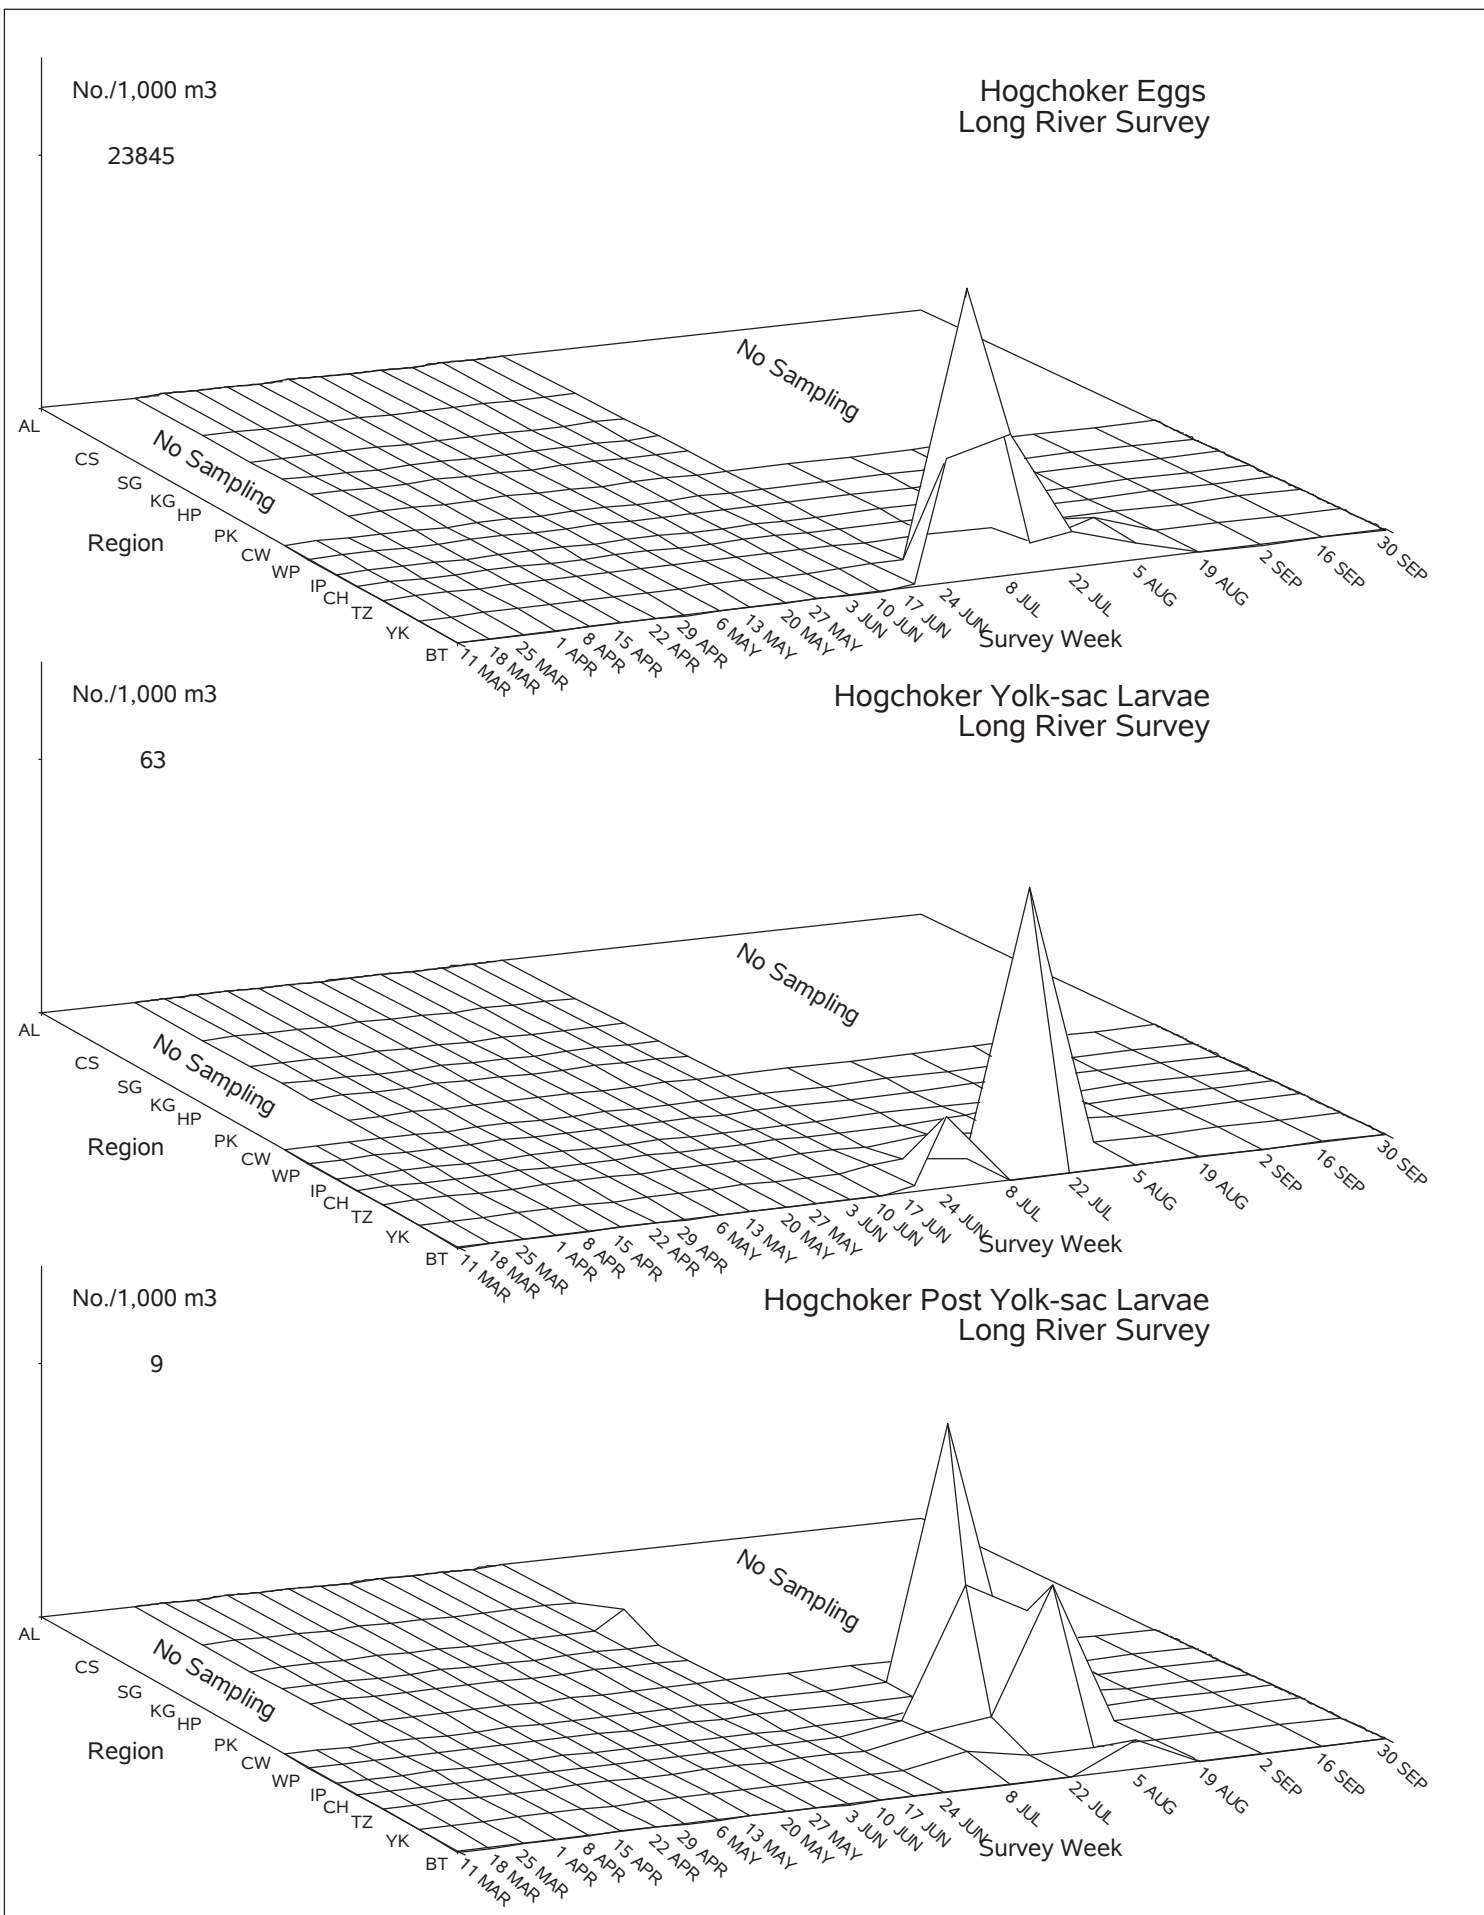 No./1,000 m3
Hogchoker Eggs
Long River Survey
23845
No Sampling
No Sampling
AL
CS
SG
KG
HP
PK
CW
WP
IP
CH
TZ
YK
BT
Region
11 MAR
18 MAR
25 MAR
1 APR
8 APR
15 APR
22 APR
29 APR
6 MAY
13 MAY
20 MAY
27 MAY
3 JUN
10 JUN
17 JUN
24 JUN
8 JUL
22 JUL
5 AUG
19 AUG
2 SEP
16 SEP
30 SEP
Survey Week
No./1,000 m3
Hogchoker Yolk-sac Larvae
Long River Survey
63
No Sampling
No Sampling
AL
CS
SG
KG
HP
PK
CW
WP
IP
CH
TZ
YK
BT
Region
11 MAR
18 MAR
25 MAR
1 APR
8 APR
15 APR
22 APR
29 APR
6 MAY
13 MAY
20 MAY
27 MAY
3 JUN
10 JUN
17 JUN
24 JUN
8 JUL
22 JUL
5 AUG
19 AUG
2 SEP
16 SEP
30 SEP
Survey Week
No./1,000 m3
Hogchoker Post Yolk-sac Larvae
Long River Survey
9
No Sampling
No Sampling
AL
CS
SG
KG
HP
PK
CW
WP
IP
CH
TZ
YK
BT
Region
11 MAR
18 MAR
25 MAR
1 APR
8 APR
15 APR
22 APR
29 APR
6 MAY
13 MAY
20 MAY
27 MAY
3 JUN
10 JUN
17 JUN
24 JUN
8 JUL
22 JUL
5 AUG
19 AUG
2 SEP
16 SEP
30 SEP
Survey Week